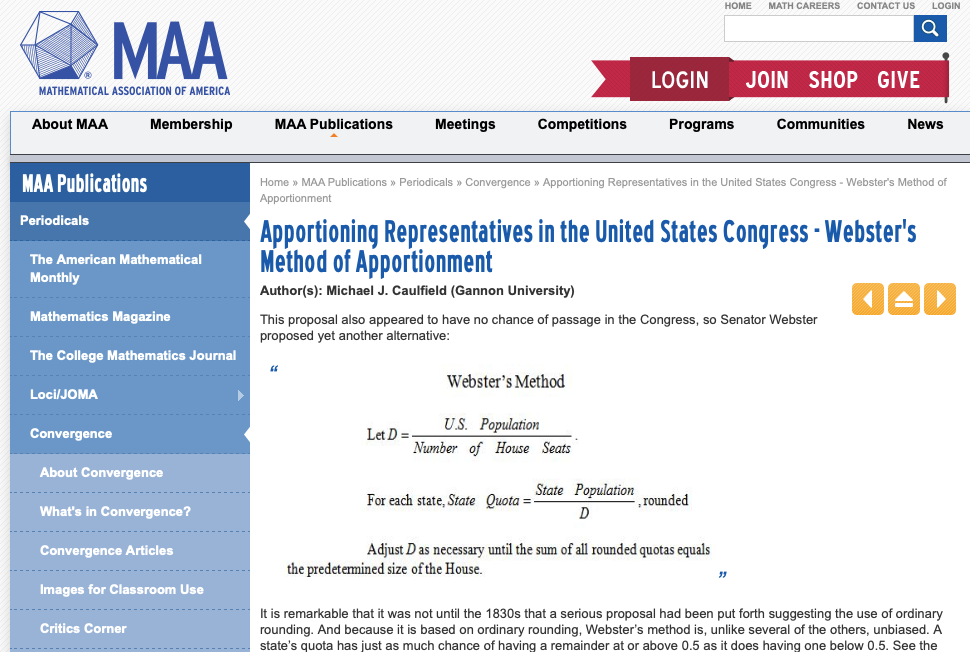 HOME MATH CAREERS CONTACT US LOGIN
MAA
®
MATHEMATICAL ASSOCIATION OF AMERICA
LOGIN JOIN SHOP GIVE
About MAA Membership MAA Publications Meetings Competitions Programs Communities News
MAA Publications
Periodicals
The American Mathematical
Monthly
Mathematics Magazine
The College Mathematics Journal
Loci/JOMA
Convergence
About Convergence
What's in Convergence?
Convergence Articles
Images for Classroom Use
Critics Corner
Home » MAA Publications » Periodicals » Convergence » Apportioning Representatives in the United States Congress - Webster's Method of
Apportionment
Apportioning Representatives in the United States Congress - Webster's
Method of Apportionment
Author(s): Michael J. Caulfield (Gannon University)
This proposal also appeared to have no chance of passage in the Congress, so Senator Webster
proposed yet another alternative:
“
Webster’s Method
Let D = U.S. Population / Number of House Seats .
For each state, State Quota = State Population / D , rounded
Adjust D as necessary until the sum of all rounded quotas equals
the predetermined size of the House.
”
It is remarkable that it was not until the 1830s that a serious proposal had been put forth suggesting the use of ordinary
rounding. And because it is based on ordinary rounding, Webster’s method is, unlike several of the others, unbiased. A
state’s quota has just as much chance of having a remainder at or above 0.5 as it does having one below 0.5. See the